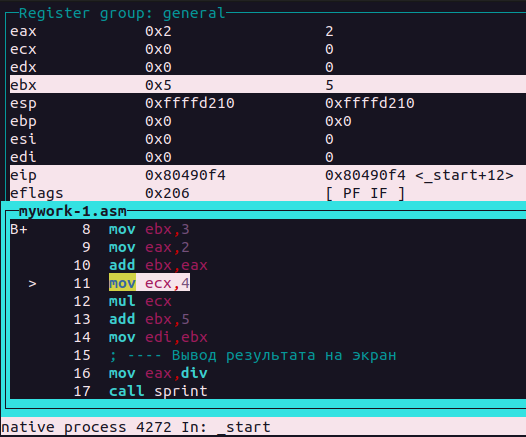 Register group: general
eax 0x2 2
ecx 0x0 0
edx 0x0 0
ebx 0x5 5
esp 0xffffd210 0xffffd210
ebp 0x0 0x0
esi 0x0 0
edi 0x0 0
eip 0x80490f4 0x80490f4 <_start+12>
eflags 0x206 [ PF IF ]
mywork-1.asm
B+ 8 mov ebx,3
9 mov eax,2
10 add ebx,eax
> 11 mov ecx,4
12 mul ecx
13 add ebx,5
14 mov edi,ebx
15 ; ---- Вывод результата на экран
16 mov eax,div
17 call sprint
native process 4272 In: _start